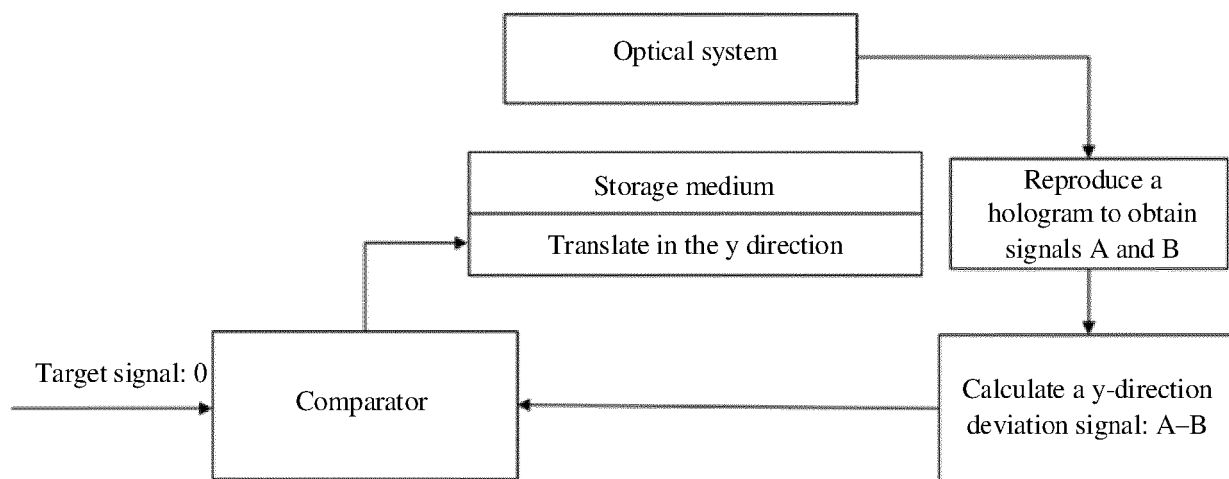 Optical system
Storage medium
Translate in the y direction
Reproduce a
hologram to obtain
signals A and B
Target signal: 0
Comparator
Calculate a y-direction
deviation signal: A–B